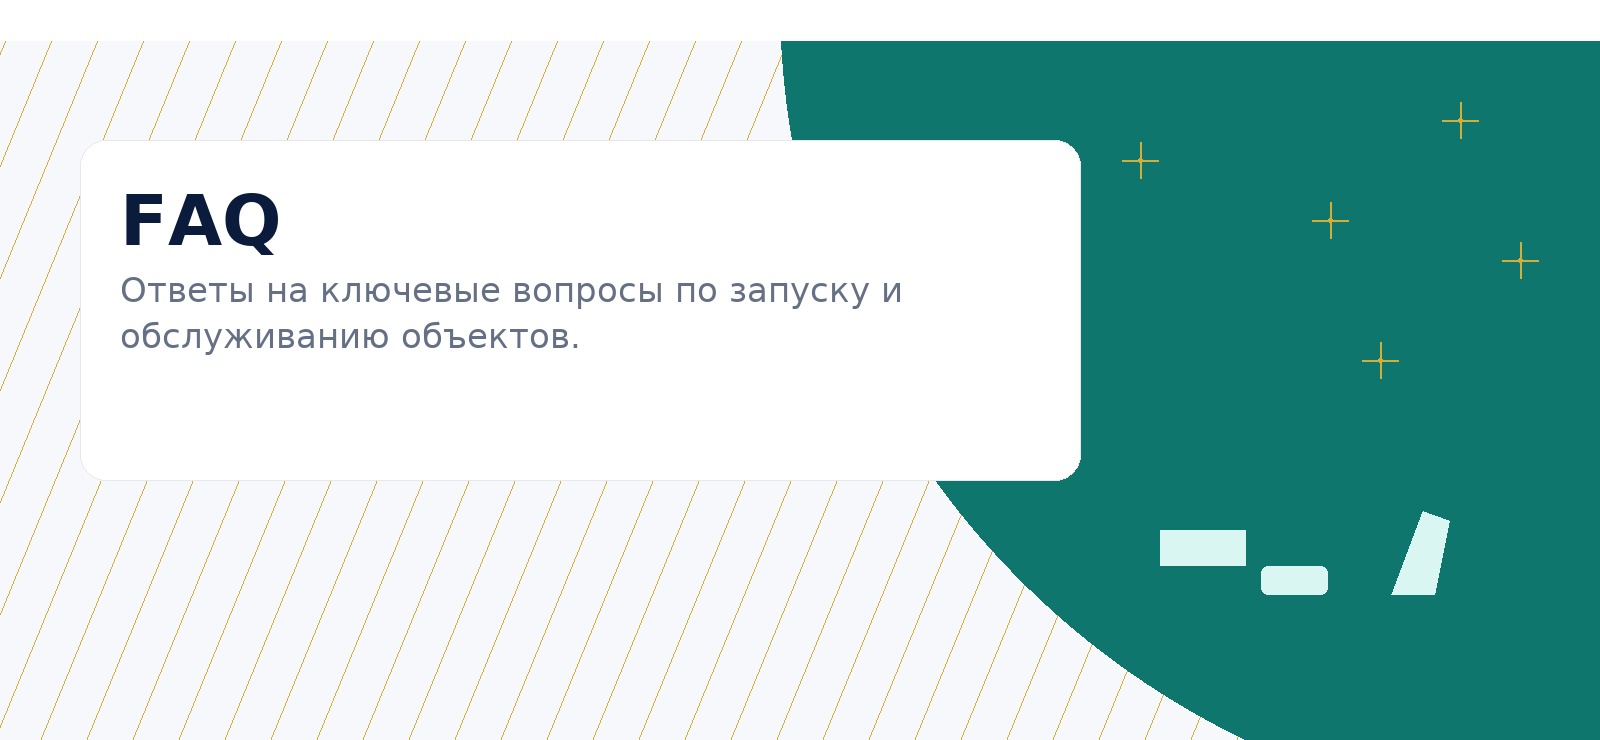 FAQ
Ответы на ключевые вопросы по запуску и
обслуживанию объектов.